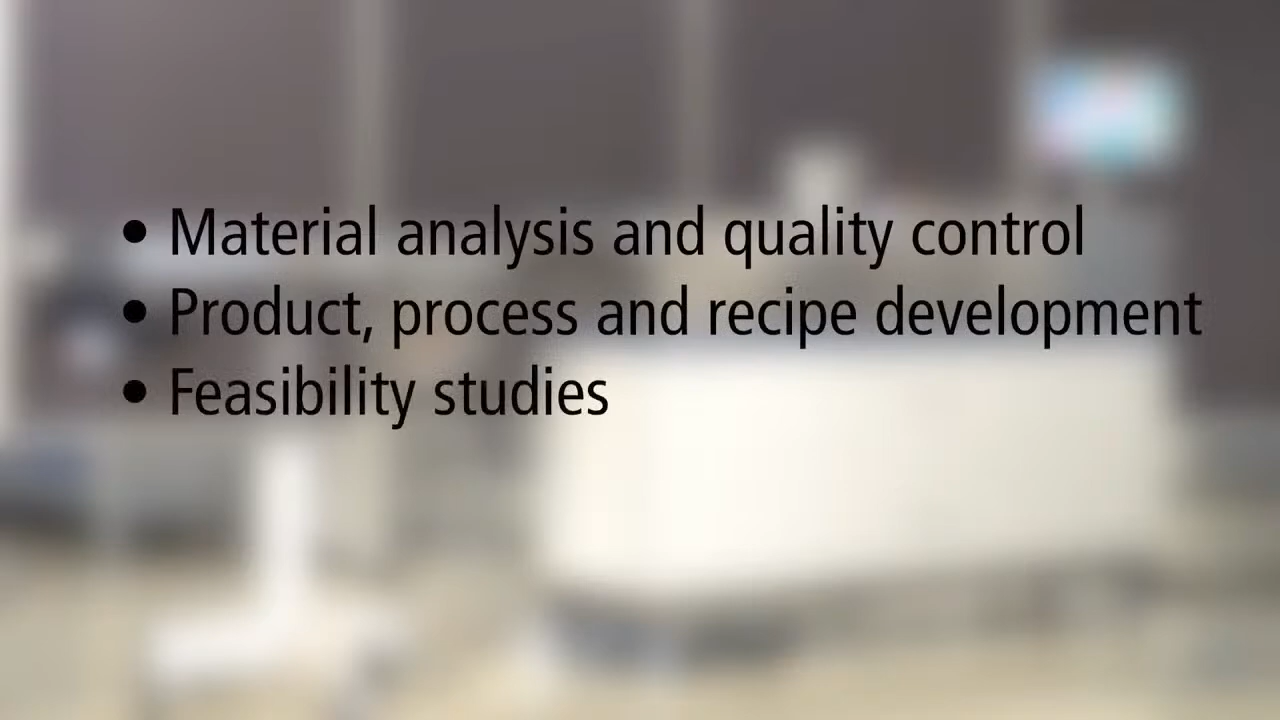 • Material analysis and quality control
• Product, process and recipe development
• Feasibility studies